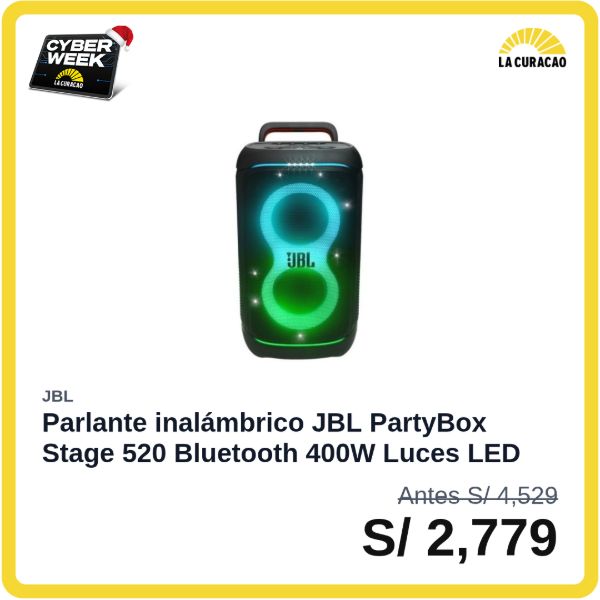 CYBER
WEEK
LA CURACAO
LA CURACAO
JBL
JBL
Parlante inalámbrico JBL PartyBox
Stage 520 Bluetooth 400W Luces LED
Antes S/ 4,529
S/ 2,779